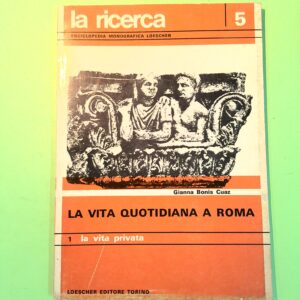 la ricerca 5
ENCICLOPEDIA MONOGRAFICA LOESCHER
Gianna Bonis Cuaz
LA VITA QUOTIDIANA A ROMA
1 la vita privata
LOESCHER EDITORE TORINO